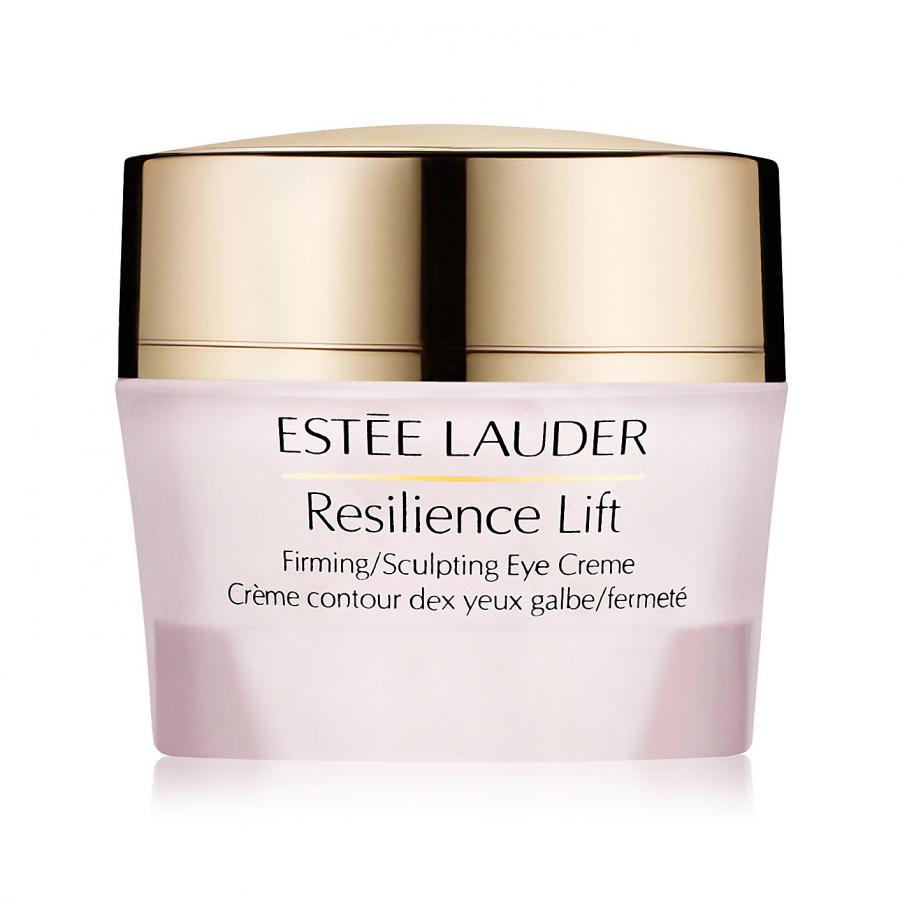 ESTĒE LAUDER
Resilience Lift
Firming/Sculpting Eye Creme
Crème contour dex yeux galbe/fermeté